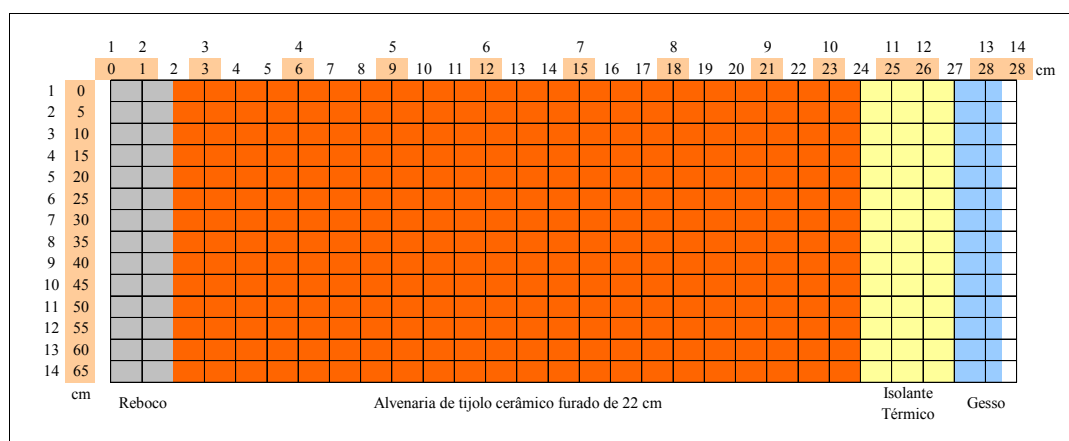 1 2 3 4 5 6 7 8 9 10 11 12 13 14
0 1 2 3 4 5 6 7 8 9 10 11 12 13 14 15 16 17 18 19 20 21 22 23 24 25 26 27 28 28 cm
1 0
2 5
3 10
4 15
5 20
6 25
7 30
8 35
9 40
10 45
11 50
12 55
13 60
14 65
cm
Reboco
Alvenaria de tijolo cerâmico furado de 22 cm
Isolante
Térmico
Gesso